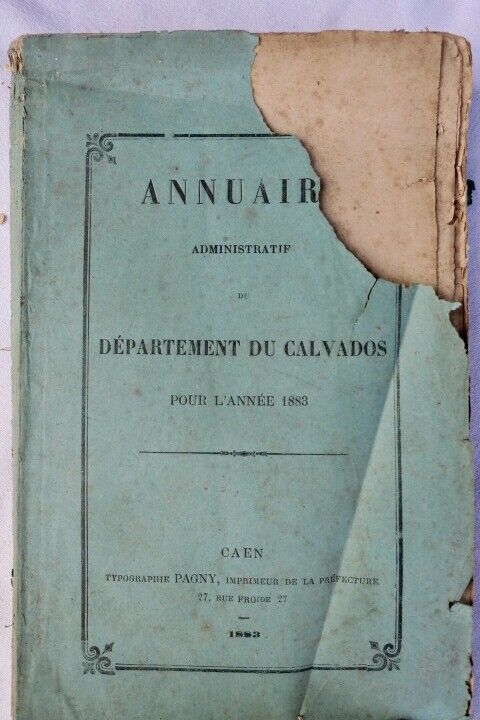 ANNUAIR
ADMINISTRATIF
DU
DÉPARTEMENT DU CALVADOS
POUR L'ANNÉE 1883
CAEN
TYPOGRAPHIE PAGNY, IMPRIMEUR DE LA PRÉFECTURE
27, RUE FROIDE 27
1883